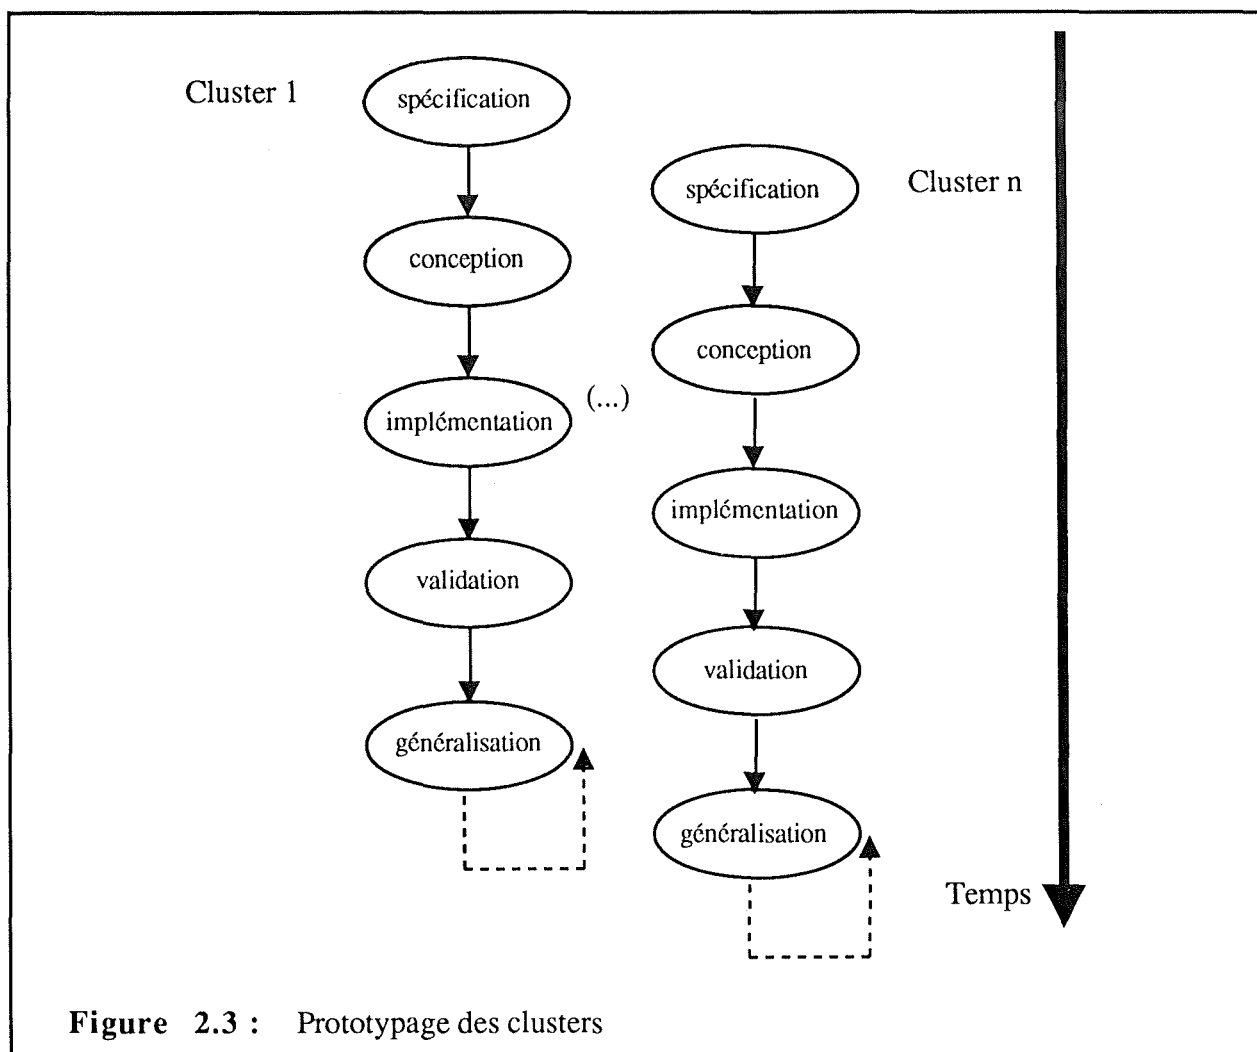 Cluster 1
spécification
conception
implémentation
validation
généralisation
(...)
Cluster n
spécification
conception
implémentation
validation
généralisation
Temps
Figure 2.3 : Prototypage des clusters